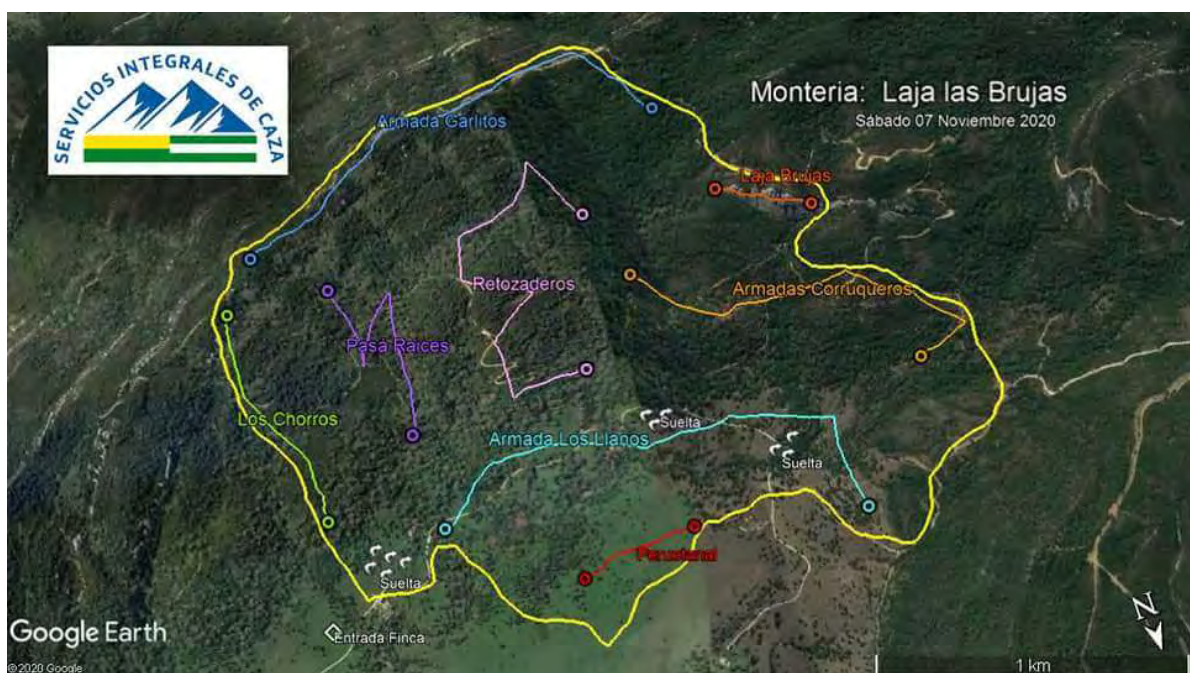 SERVICIOS INTEGRALES DE CAZA
Monteria: Laja las Brujas
Sábado 07 Noviembre 2020
Armada Garlitos
Laja Brujas
Retozaderos
Armadas Corruqueros
Pasa Raices
Los Chorros
Suelta
Armada Los Llanos
Suelta
Suelta
Entrada Finca
N
Google Earth
© 2020 Google
1 km